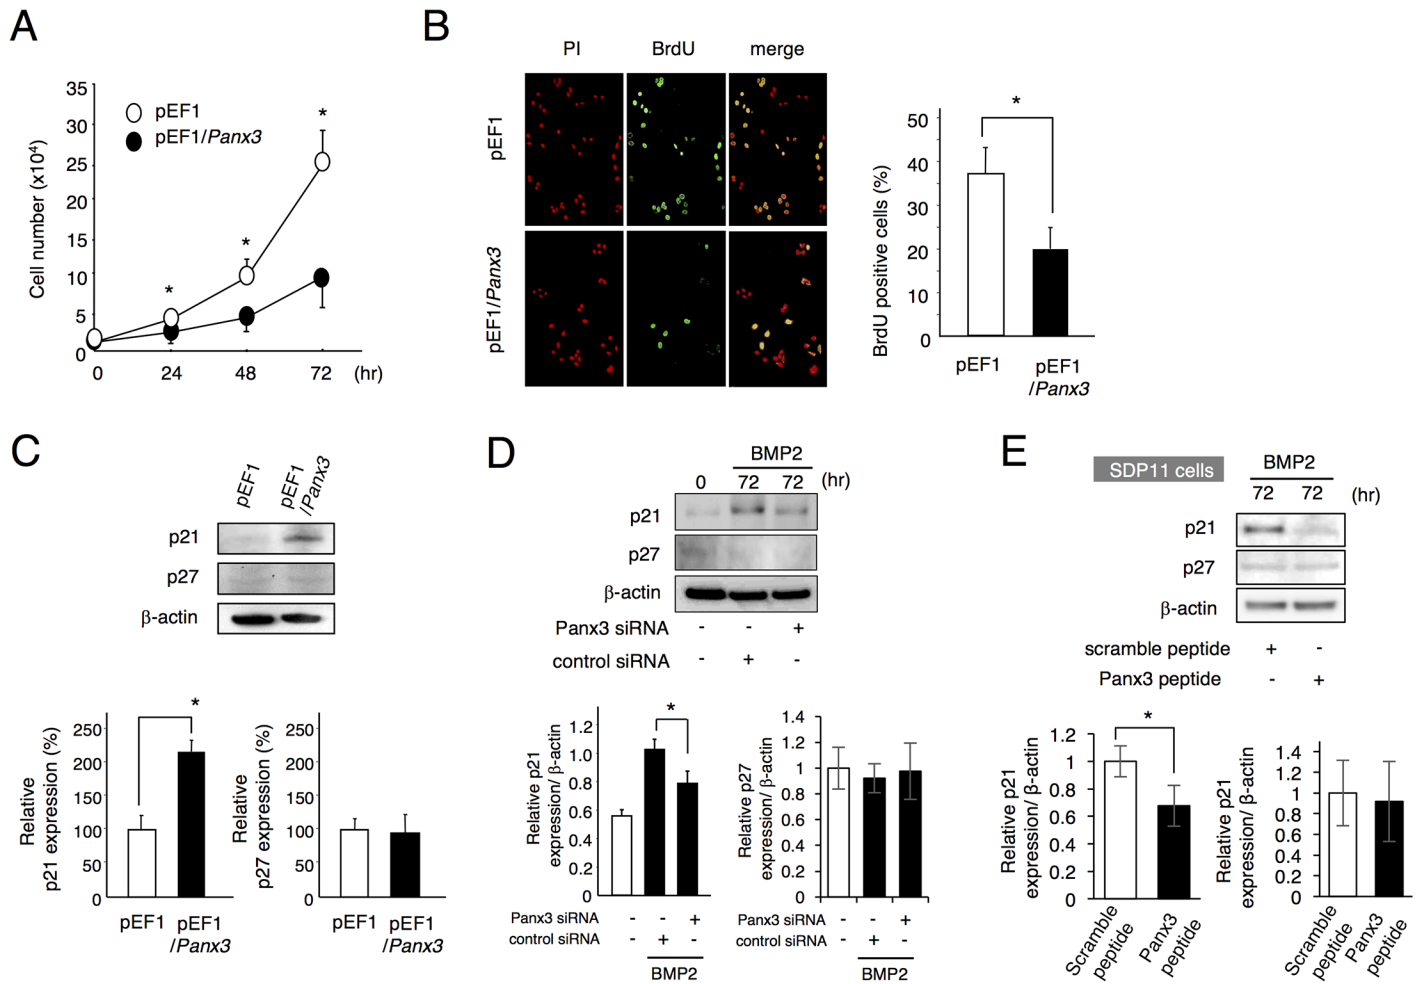 A
35
30
25
20
15
10
5
0
Cell number (x10⁴)
pEF1
pEF1/Panx3
*
*
*
0 24 48 72 (hr)
B
PI BrdU merge
pEF1
pEF1/Panx3
BrdU positive cells (%)
50
40
30
20
10
0
*
pEF1
pEF1
/Panx3
C
pEF1
pEF1
/Panx3
p21
p27
β-actin
Relative
p21 expression (%)
250
200
150
100
50
0
*
pEF1
pEF1
/Panx3
Relative
p27 expression (%)
250
200
150
100
50
0
pEF1
pEF1
/Panx3
D
BMP2
0 72 72 (hr)
p21
p27
β-actin
Panx3 siRNA - - +
control siRNA - + -
Relative p21
expression/ β-actin
1.2
1
0.8
0.6
0.4
0.2
0
*
Panx3 siRNA - - +
control siRNA - + -
BMP2
Relative p27
expression/ β-actin
1.4
1.2
1
0.8
0.6
0.4
0.2
0
Panx3 siRNA - - +
control siRNA - + -
BMP2
E
SDP11 cells
BMP2
72 72 (hr)
p21
p27
β-actin
scramble peptide + -
Panx3 peptide - +
Relative p21
expression/ β-actin
1.2
1
0.8
0.6
0.4
0.2
0
*
Scramble
peptide
Panx3
peptide
Relative p21
expression/ β-actin
1.4
1.2
1
0.8
0.6
0.4
0.2
0
Scramble
peptide
Panx3
peptide